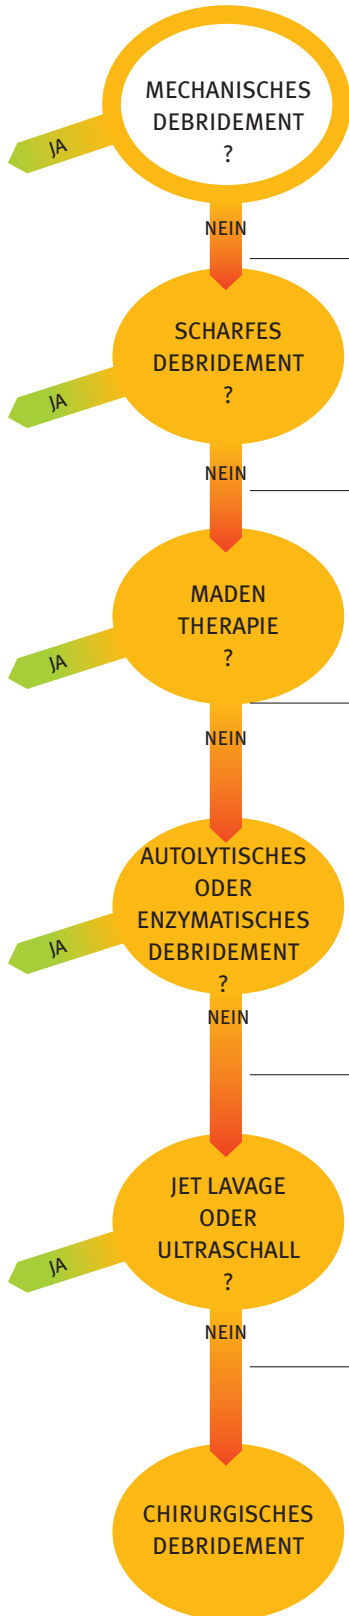 MECHANISCHES
DEBRIDEMENT
?
JA
NEIN
SCHARFES
DEBRIDEMENT
?
JA
NEIN
MADEN
THERAPIE
?
JA
NEIN
AUTOLYTISCHES
ODER
ENZYMATISCHES
DEBRIDEMENT
?
JA
NEIN
JET LAVAGE
ODER
ULTRASCHALL
?
JA
NEIN
CHIRURGISCHES
DEBRIDEMENT